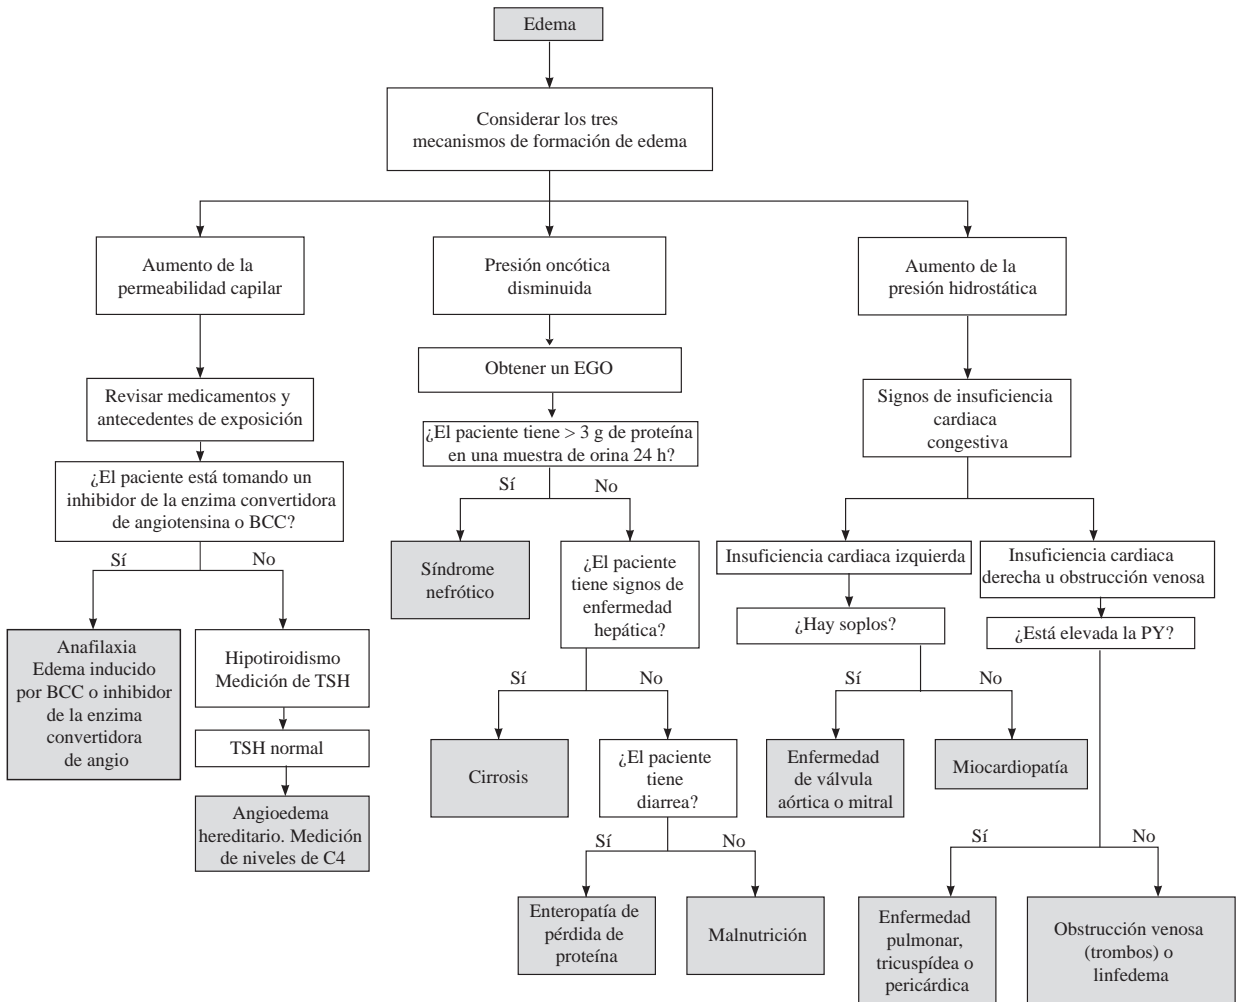 Edema
Considerar los tres
mecanismos de formación de edema
Aumento de la
permeabilidad capilar
Revisar medicamentos y
antecedentes de exposición
¿El paciente está tomando un
inhibidor de la enzima convertidora
de angiotensina o BCC?
Sí
No
Anafilaxia
Edema inducido
por BCC o inhibidor
de la enzima
convertidora
de angio
Hipotiroidismo
Medición de TSH
TSH normal
Angioedema
hereditario. Medición
de niveles de C4
Presión oncótica
disminuida
Obtener un EGO
¿El paciente tiene > 3 g de proteína
en una muestra de orina 24 h?
Sí
No
Síndrome
nefrótico
¿El paciente
tiene signos de
enfermedad
hepática?
Sí
No
Cirrosis
¿El paciente
tiene
diarrea?
Sí
No
Enteropatía de
pérdida de
proteína
Malnutrición
Aumento de la
presión hidrostática
Signos de insuficiencia
cardiaca
congestiva
Insuficiencia cardiaca izquierda
¿Hay soplos?
Sí
No
Enfermedad
de válvula
aórtica o mitral
Miocardiopatía
Insuficiencia cardiaca
derecha u obstrucción venosa
¿Está elevada la PY?
Sí
No
Enfermedad
pulmonar,
tricuspídea o
pericárdica
Obstrucción venosa
(trombos) o
linfedema